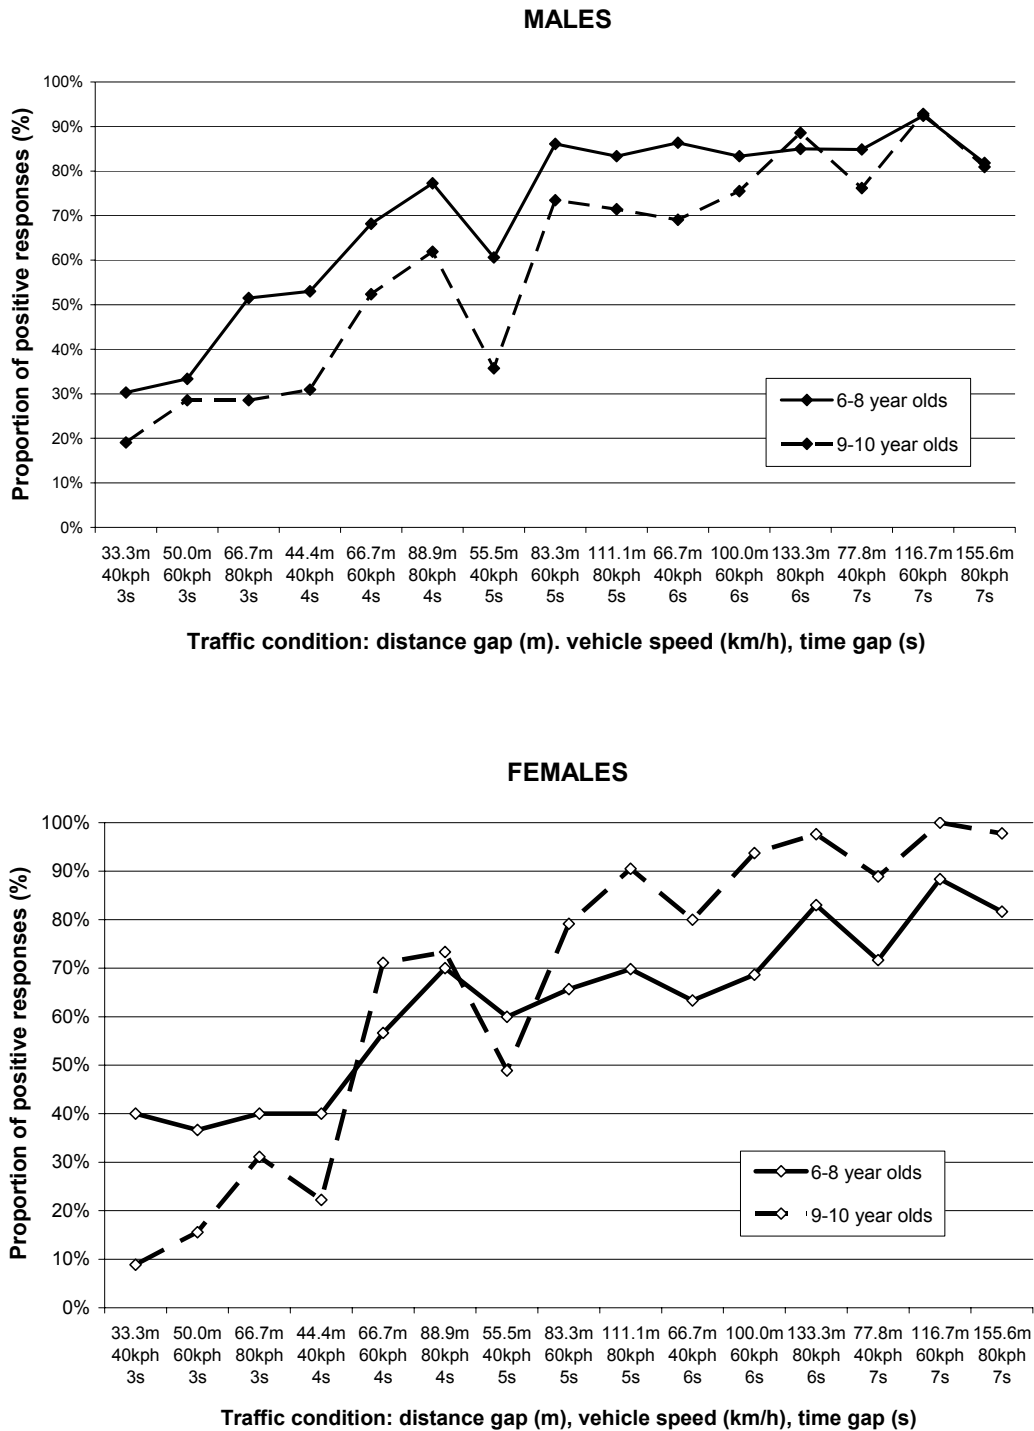 MALES
Proportion of positive responses (%)
100%
90%
80%
70%
60%
50%
40%
30%
20%
10%
0%
6-8 year olds
9-10 year olds
33.3m 50.0m 66.7m 44.4m 66.7m 88.9m 55.5m 83.3m 111.1m 66.7m 100.0m 133.3m 77.8m 116.7m 155.6m
40kph 60kph 80kph 40kph 60kph 80kph 40kph 60kph 80kph 40kph 60kph 80kph 40kph 60kph 80kph
3s 3s 3s 4s 4s 4s 5s 5s 5s 6s 6s 6s 7s 7s 7s
Traffic condition: distance gap (m). vehicle speed (km/h), time gap (s)
FEMALES
Proportion of positive responses (%)
100%
90%
80%
70%
60%
50%
40%
30%
20%
10%
0%
6-8 year olds
9-10 year olds
33.3m 50.0m 66.7m 44.4m 66.7m 88.9m 55.5m 83.3m 111.1m 66.7m 100.0m 133.3m 77.8m 116.7m 155.6m
40kph 60kph 80kph 40kph 60kph 80kph 40kph 60kph 80kph 40kph 60kph 80kph 40kph 60kph 80kph
3s 3s 3s 4s 4s 4s 5s 5s 5s 6s 6s 6s 7s 7s 7s
Traffic condition: distance gap (m), vehicle speed (km/h), time gap (s)